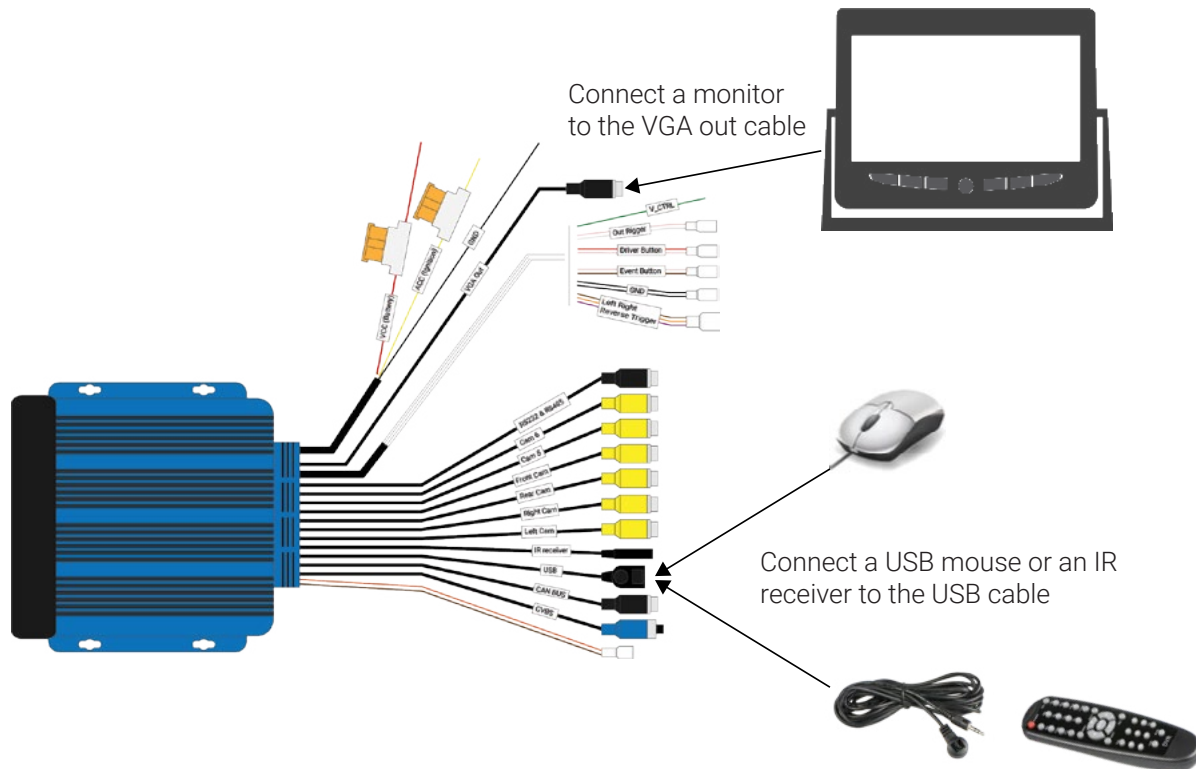 Connect a monitor
to the VGA out cable
VCC (Battery)
ACC (Ignition)
GND
VGA Out
V_CTRL
Out Rigger
Driver Button
Event Button
GND
Left Right
Reverse Trigger
RS232 & RS485
Cam 6
Cam 5
Front Cam
Rear Cam
Right Cam
Left Cam
IR receiver
USB
CAN BUS
CVBS
Connect a USB mouse or an IR
receiver to the USB cable